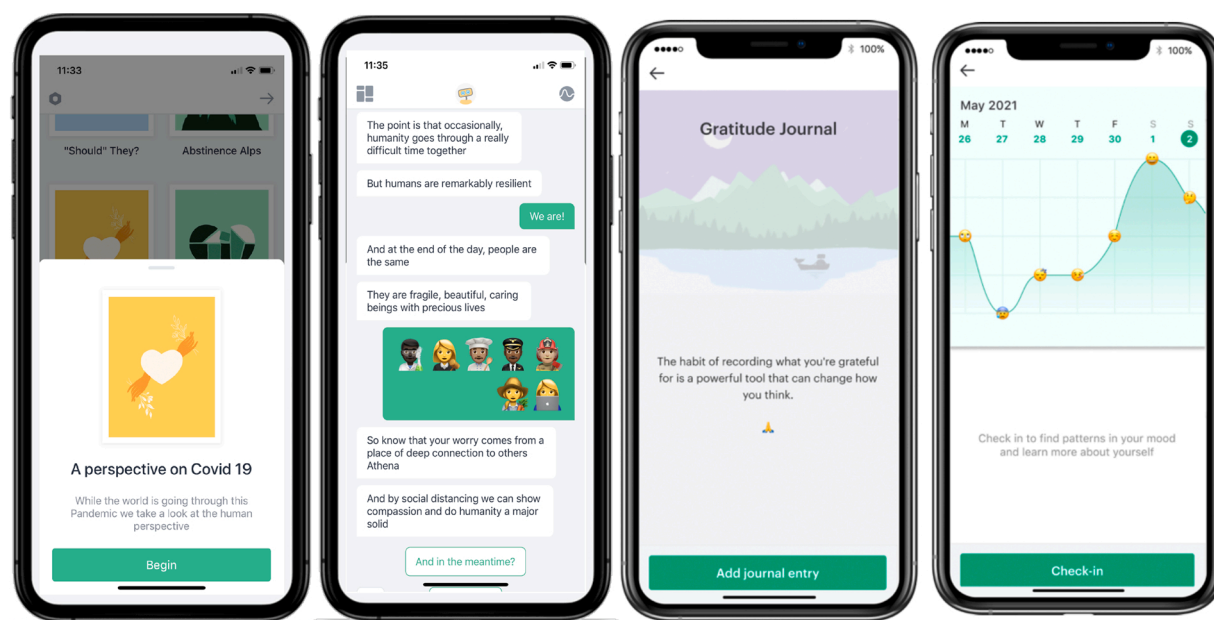 11:33
"Should" They?
Abstinence Alps
A perspective on Covid 19
While the world is going through this
Pandemic we take a look at the human
perspective
Begin
11:35
The point is that occasionally,
humanity goes through a really
difficult time together
But humans are remarkably resilient
We are!
And at the end of the day, people are
the same
They are fragile, beautiful, caring
beings with precious lives
So know that your worry comes from a
place of deep connection to others
Athena
And by social distancing we can show
compassion and do humanity a major
solid
And in the meantime?
100%
Gratitude Journal
The habit of recording what you're grateful
for is a powerful tool that can change how
you think.
Add journal entry
100%
May 2021
M T W T F S S
26 27 28 29 30 1 2
Check in to find patterns in your mood
and learn more about yourself
Check-in